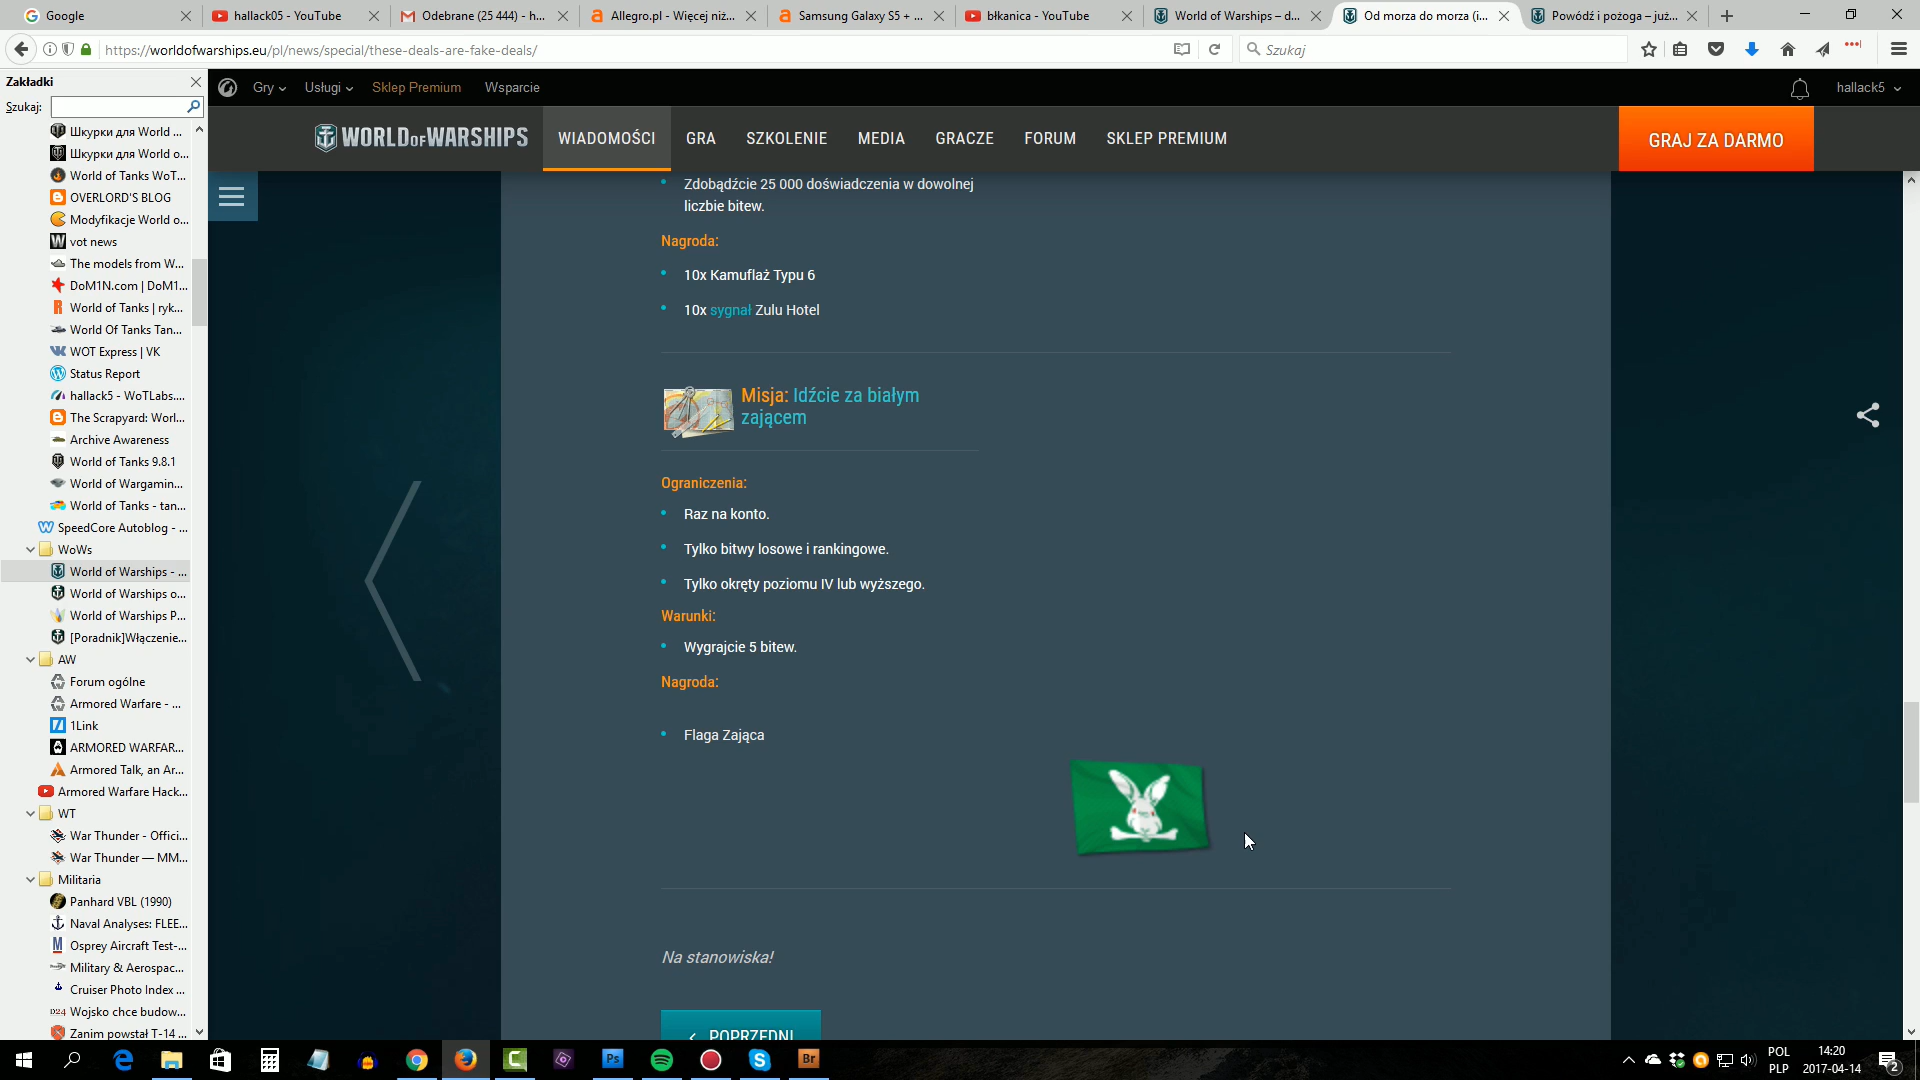 Google
hallack05 - YouTube
Odebrane (25 444) - h...
Allegro.pl - Więcej niż...
Samsung Galaxy S5 + ...
błkanica - YouTube
World of Warships – d...
Od morza do morza (i...
Powódź i pożoga – już...
https://worldofwarships.eu/pl/news/special/these-deals-are-fake-deals/
Szukaj
Zakładki
Szukaj:
Gry
Usługi
Sklep Premium
Wsparcie
hallack5
WORLD OF WARSHIPS
WIADOMOŚCI
GRA
SZKOLENIE
MEDIA
GRACZE
FORUM
SKLEP PREMIUM
GRAJ ZA DARMO
Шкурки для World ...
Шкурки для World o...
World of Tanks WoT...
OVERLORD'S BLOG
Modyfikacje World o...
vot news
The models from W...
DoM1N.com | DoM1...
World of Tanks | ryk...
World Of Tanks Tan...
WOT Express | VK
Status Report
hallack5 - WoTLabs....
The Scrapyard: Worl...
Archive Awareness
World of Tanks 9.8.1
World of Wargamin...
World of Tanks - tan...
SpeedCore Autoblog - ...
WoWs
World of Warships - ...
World of Warships o...
World of Warships P...
[Poradnik]Włączenie...
AW
Forum ogólne
Armored Warfare - ...
1Link
ARMORED WARFAR...
Armored Talk, an Ar...
Armored Warfare Hack...
WT
War Thunder - Offici...
War Thunder — MM...
Militaria
Panhard VBL (1990)
Naval Analyses: FLEE...
Osprey Aircraft Test-...
Military & Aerospac...
Cruiser Photo Index ...
D24 Wojsko chce budow...
Zanim powstał T-14 ...
Zdobądźcie 25 000 doświadczenia w dowolnej
liczbie bitew.
Nagroda:
10x Kamuflaż Typu 6
10x sygnał Zulu Hotel
Misja: Idźcie za białym
zającem
Ograniczenia:
Raz na konto.
Tylko bitwy losowe i rankingowe.
Tylko okręty poziomu IV lub wyższego.
Warunki:
Wygrajcie 5 bitew.
Nagroda:
Flaga Zająca
Na stanowiska!
POPRZEDNI
Ps
Br
POL
PLP
14:20
2017-04-14
2